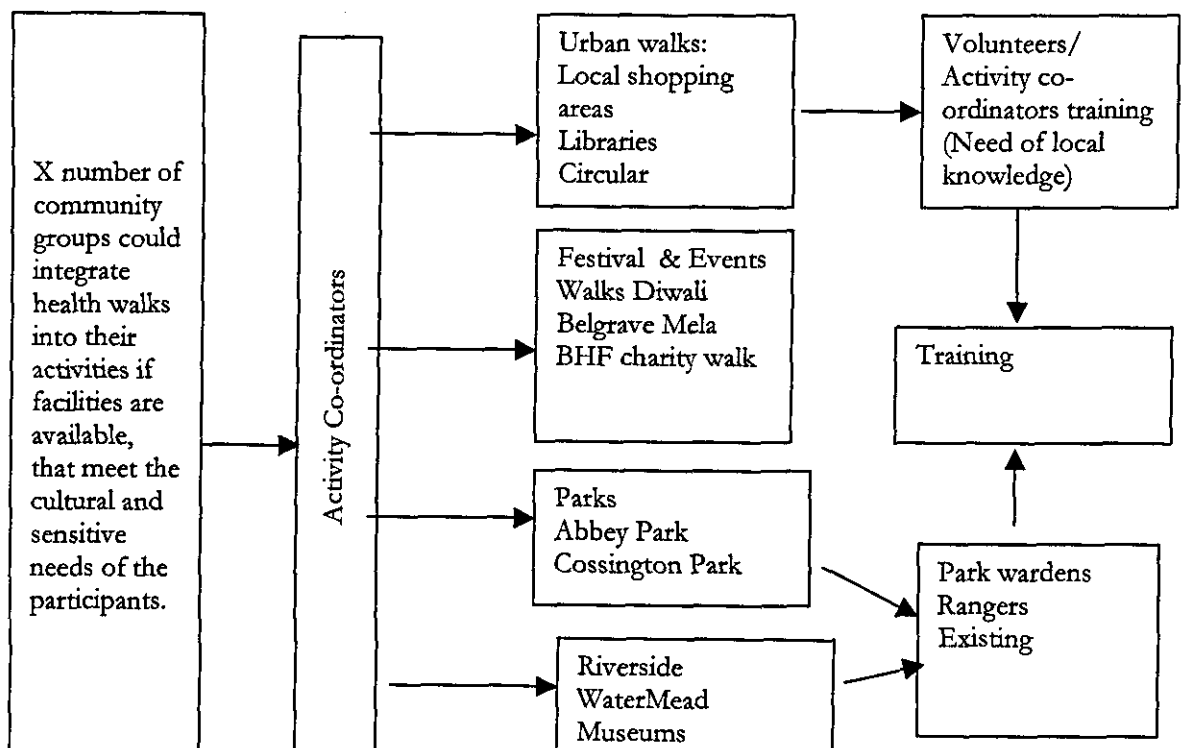 X number of
community
groups could
integrate
health walks
into their
activities if
facilities are
available,
that meet the
cultural and
sensitive
needs of the
participants.
Activity Co-ordinators
Urban walks:
Local shopping
areas
Libraries
Circular
Festival & Events
Walks Diwali
Belgrave Mela
BHF charity walk
Parks
Abbey Park
Cossington Park
Riverside
WaterMead
Museums
Volunteers/
Activity co-
ordinators training
(Need of local
knowledge)
Training
Park wardens
Rangers
Existing